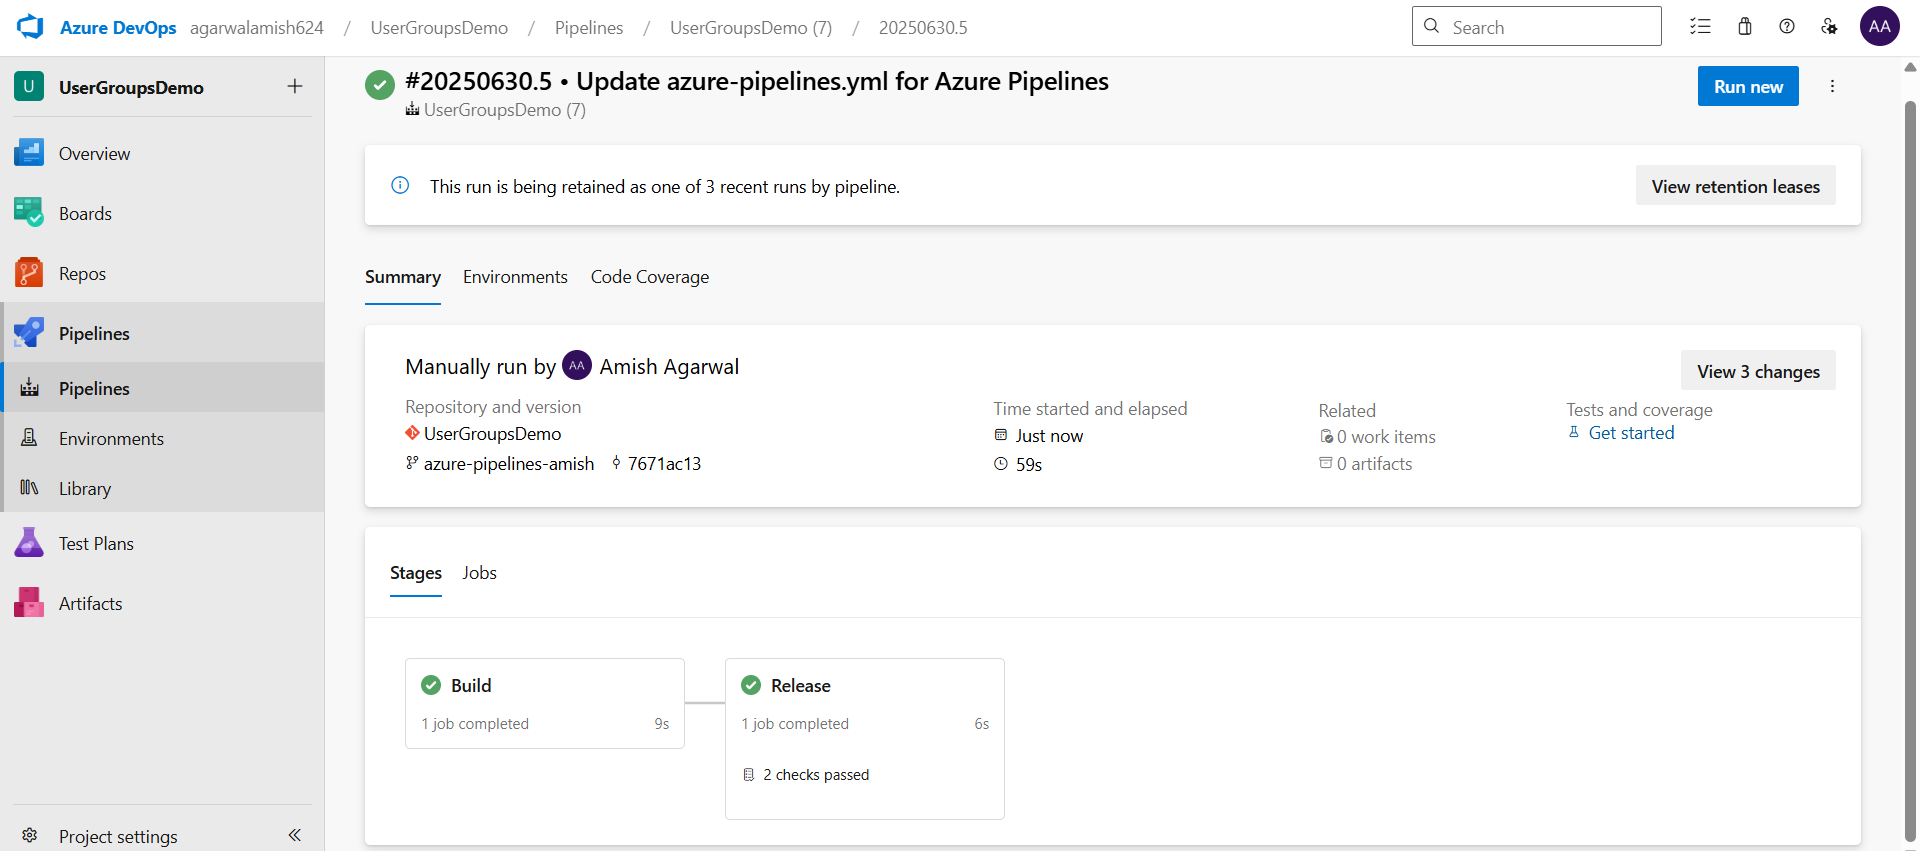 Azure DevOps agarwalamish624 / UserGroupsDemo / Pipelines / UserGroupsDemo (7) / 20250630.5
Search
AA
U UserGroupsDemo +
Overview
Boards
Repos
Pipelines
Pipelines
Environments
Library
Test Plans
Artifacts
Project settings
#20250630.5 • Update azure-pipelines.yml for Azure Pipelines
UserGroupsDemo (7)
Run new
This run is being retained as one of 3 recent runs by pipeline.
View retention leases
Summary Environments Code Coverage
Manually run by AA Amish Agarwal
View 3 changes
Repository and version
UserGroupsDemo
azure-pipelines-amish 7671ac13
Time started and elapsed
Just now
59s
Related
0 work items
0 artifacts
Tests and coverage
Get started
Stages Jobs
Build
1 job completed 9s
Release
1 job completed 6s
2 checks passed